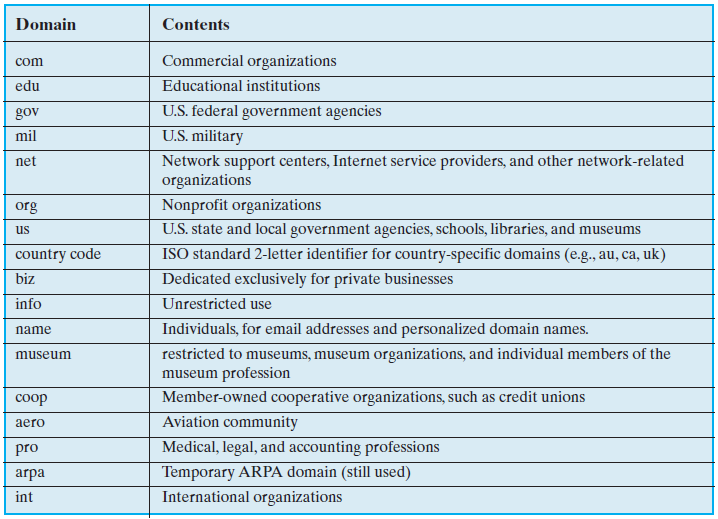 Domain Contents
com Commercial organizations
edu Educational institutions
gov U.S. federal government agencies
mil U.S. military
net Network support centers, Internet service providers, and other network-related
organizations
org Nonprofit organizations
us U.S. state and local government agencies, schools, libraries, and museums
country code ISO standard 2-letter identifier for country-specific domains (e.g., au, ca, uk)
biz Dedicated exclusively for private businesses
info Unrestricted use
name Individuals, for email addresses and personalized domain names.
museum restricted to museums, museum organizations, and individual members of the
museum profession
coop Member-owned cooperative organizations, such as credit unions
aero Aviation community
pro Medical, legal, and accounting professions
arpa Temporary ARPA domain (still used)
int International organizations